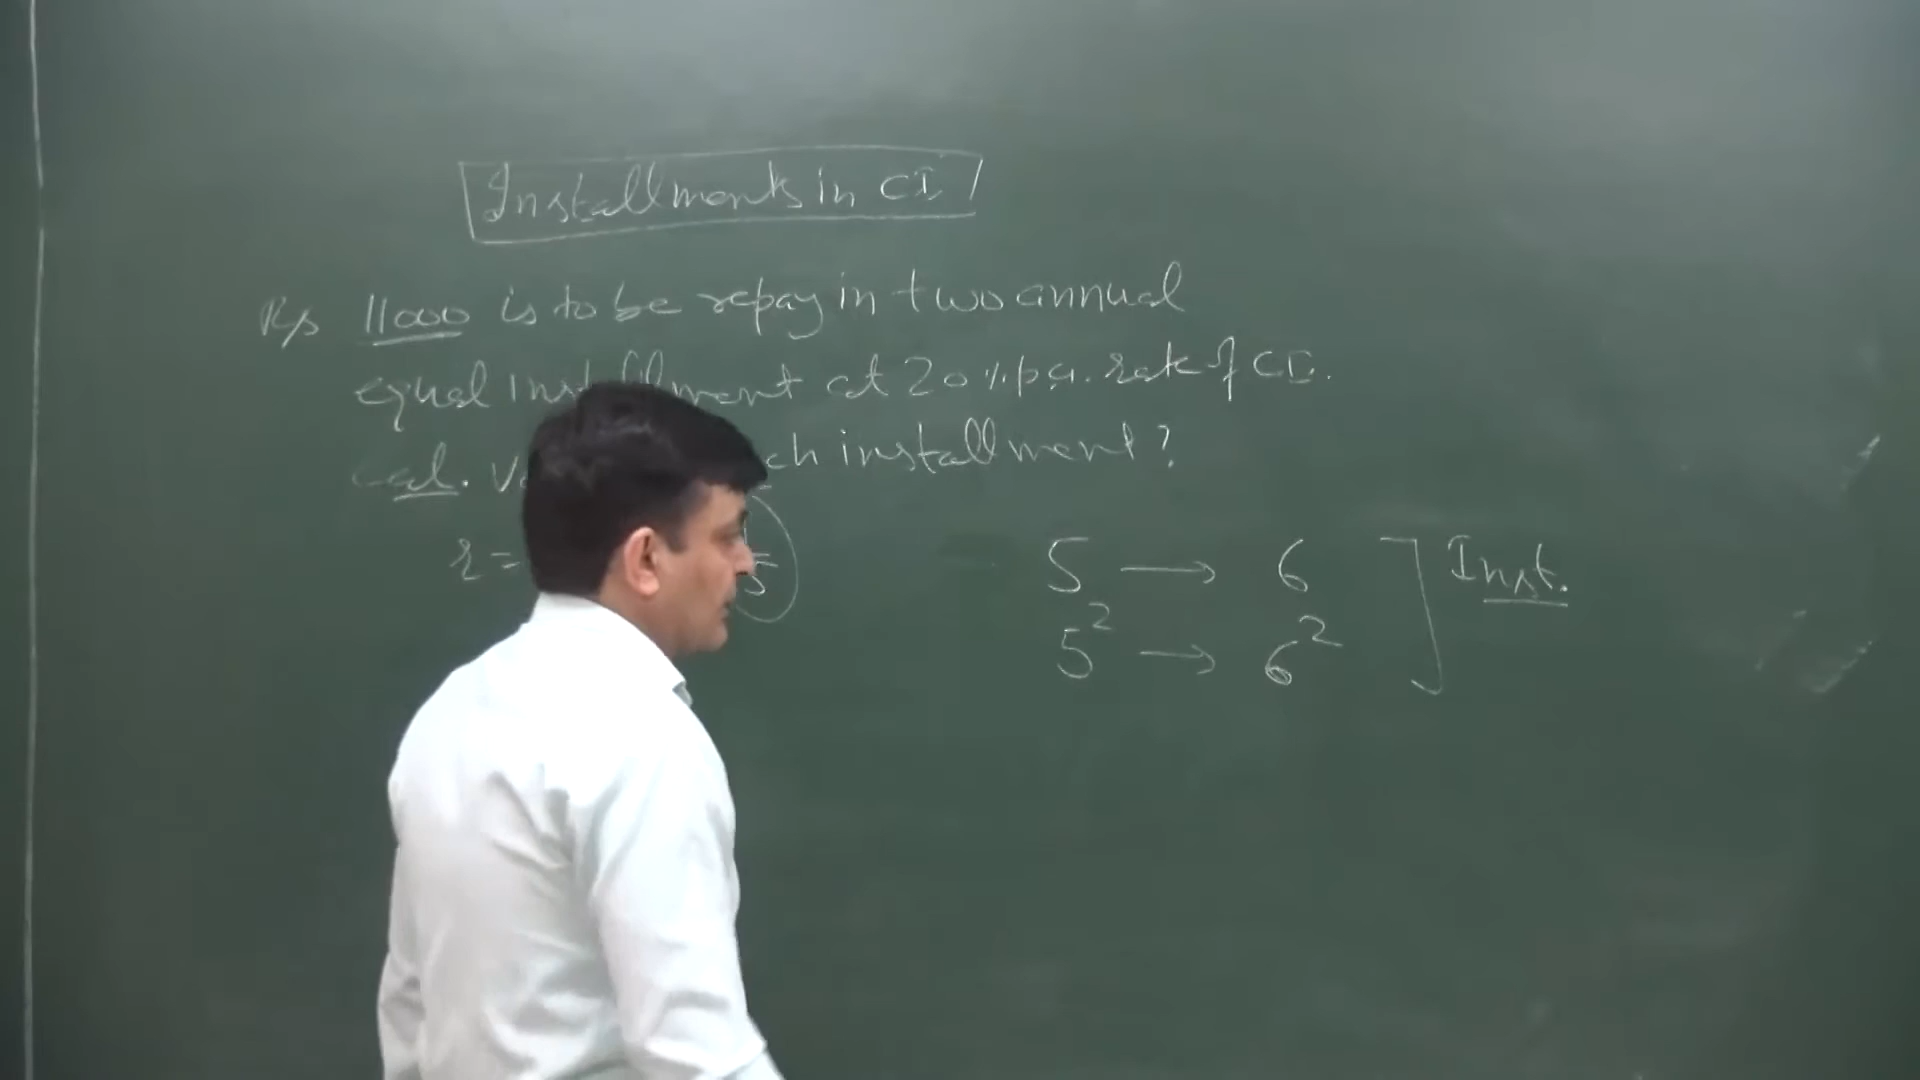 Installments in CI
Rs 11000 is to be repay in two annual
equal installment at 20% p.a. rate of CI.
Cal. ch installment?
r = 5
5 → 6 ] Inst.
5² → 6²